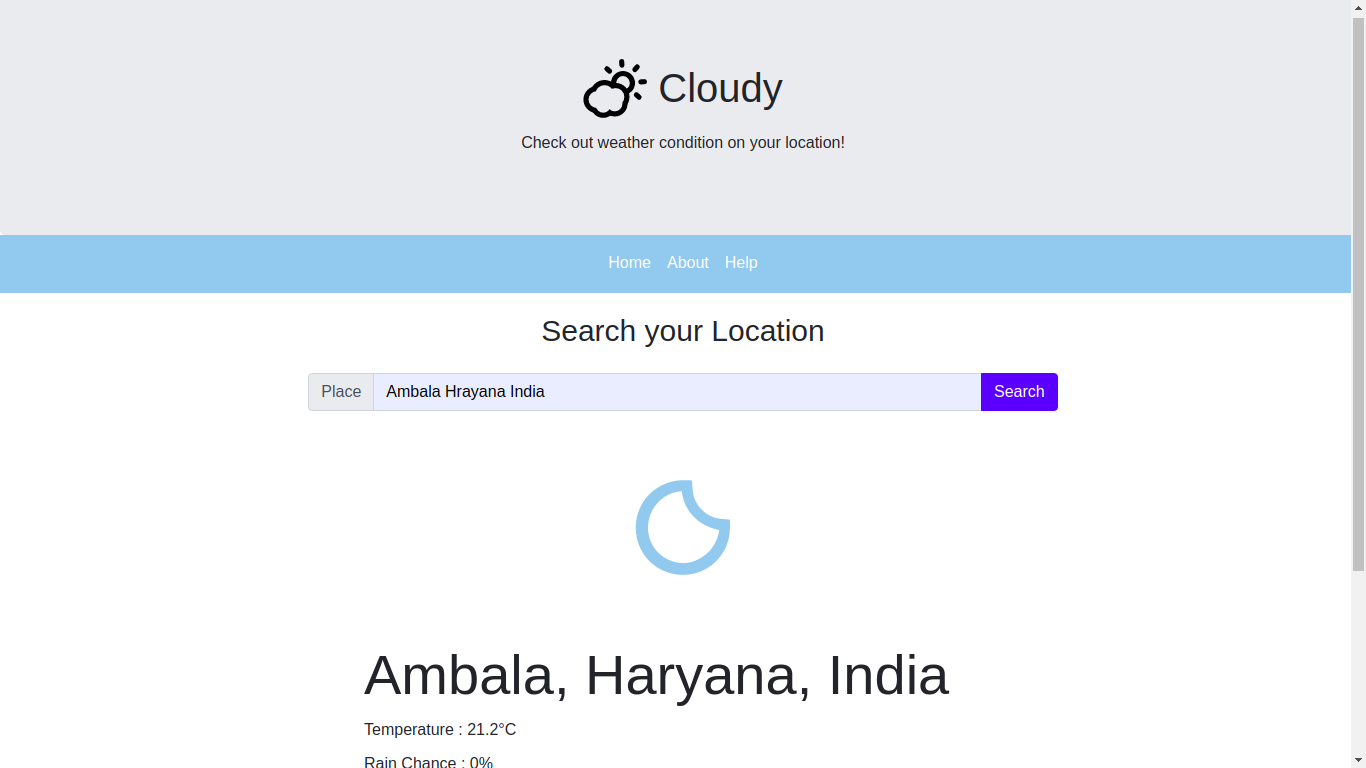 Cloudy
Check out weather condition on your location!
Home About Help
Search your Location
Place Ambala Hrayana India Search
Ambala, Haryana, India
Temperature : 21.2°C
Rain Chance : 0%